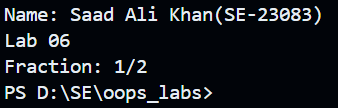 Name: Saad Ali Khan(SE-23083)
Lab 06
Fraction: 1/2
PS D:\SE\oops_labs>